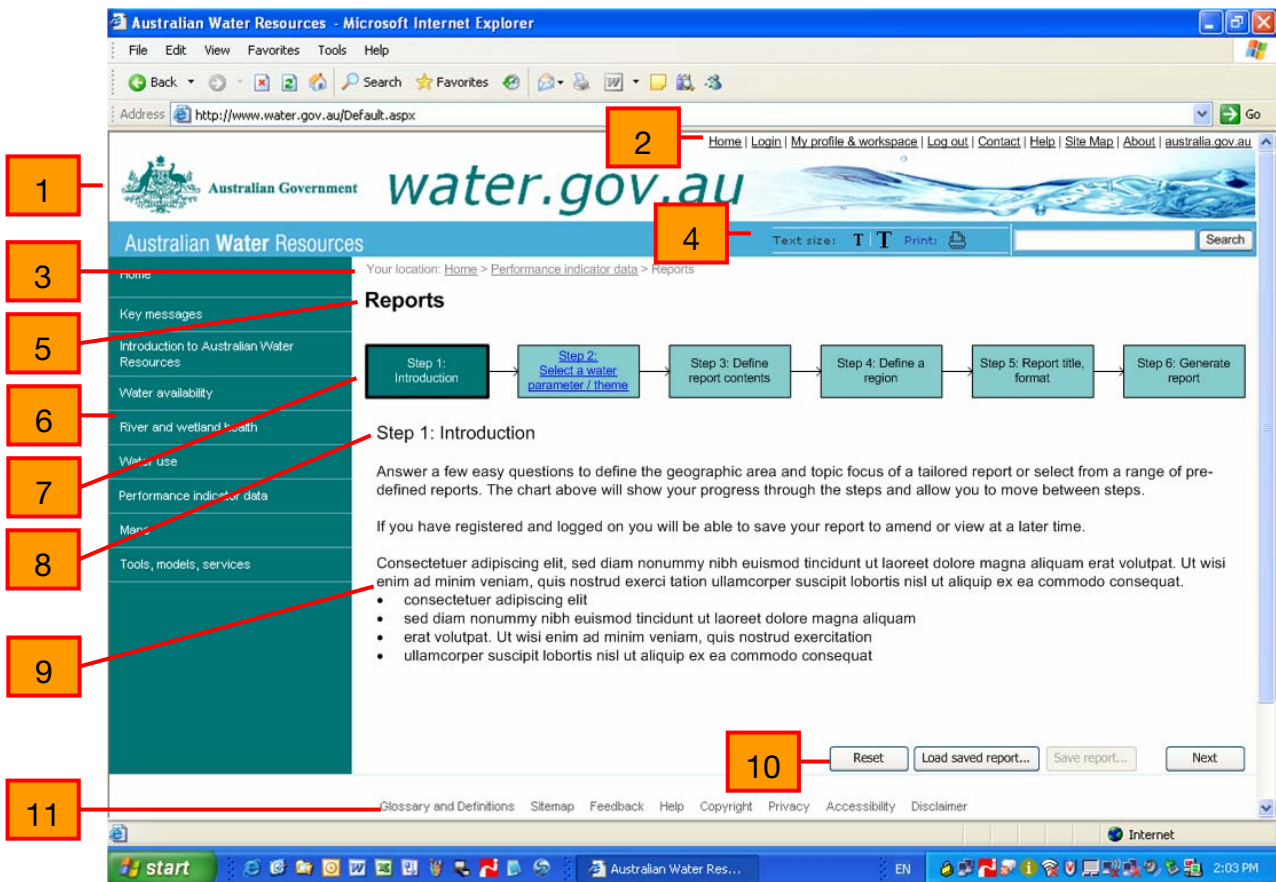 Australian Water Resources - Microsoft Internet Explorer
File Edit View Favorites Tools Help
Back Search Favorites
Address http://www.water.gov.au/Default.aspx Go
2
Home | Login | My profile & workspace | Log out | Contact | Help | Site Map | About | australia.gov.au
1
Australian Government
water.gov.au
4
Australian Water Resources
Text size: T | T Print: Search
3
Home
Your location: Home > Performance indicator data > Reports
5
Reports
Key messages
Introduction to Australian Water
Resources
Water availability
6
River and wetland health
7
Water use
Performance indicator data
8
Maps
Tools, models, services
Step 1:
Introduction
Step 2:
Select a water
parameter / theme
Step 3: Define
report contents
Step 4: Define a
region
Step 5: Report title,
format
Step 6: Generate
report
Step 1: Introduction
Answer a few easy questions to define the geographic area and topic focus of a tailored report or select from a range of pre-
defined reports. The chart above will show your progress through the steps and allow you to move between steps.
If you have registered and logged on you will be able to save your report to amend or view at a later time.
Consectetuer adipiscing elit, sed diam nonummy nibh euismod tincidunt ut laoreet dolore magna aliquam erat volutpat. Ut wisi
enim ad minim veniam, quis nostrud exerci tation ullamcorper suscipit lobortis nisl ut aliquip ex ea commodo consequat.
• consectetuer adipiscing elit
• sed diam nonummy nibh euismod tincidunt ut laoreet dolore magna aliquam
• erat volutpat. Ut wisi enim ad minim veniam, quis nostrud exercitation
• ullamcorper suscipit lobortis nisl ut aliquip ex ea commodo consequat
9
10
Reset Load saved report... Save report... Next
11
Glossary and Definitions Sitemap Feedback Help Copyright Privacy Accessibility Disclaimer
Internet
start Australian Water Res... EN 2:03 PM